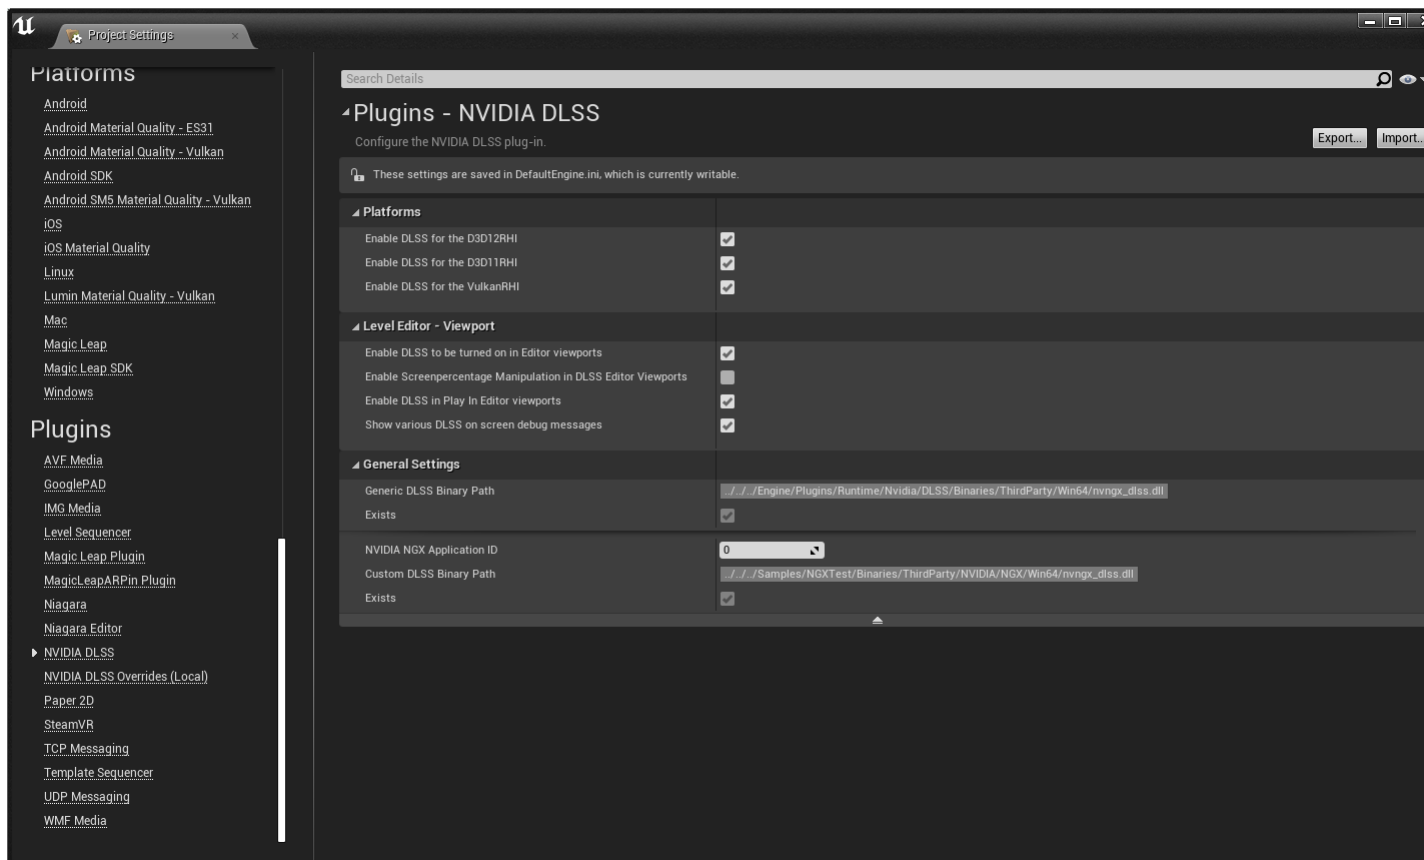 Project Settings
Platforms
Android
Android Material Quality - ES31
Android Material Quality - Vulkan
Android SDK
Android SM5 Material Quality - Vulkan
iOS
iOS Material Quality
Linux
Lumin Material Quality - Vulkan
Mac
Magic Leap
Magic Leap SDK
Windows
Plugins
AVF Media
GooglePAD
IMG Media
Level Sequencer
Magic Leap Plugin
MagicLeapARPin Plugin
Niagara
Niagara Editor
NVIDIA DLSS
NVIDIA DLSS Overrides (Local)
Paper 2D
SteamVR
TCP Messaging
Template Sequencer
UDP Messaging
WMF Media
Search Details
Plugins - NVIDIA DLSS
Configure the NVIDIA DLSS plug-in.
Export...
Import...
These settings are saved in DefaultEngine.ini, which is currently writable.
Platforms
Enable DLSS for the D3D12RHI
Enable DLSS for the D3D11RHI
Enable DLSS for the VulkanRHI
Level Editor - Viewport
Enable DLSS to be turned on in Editor viewports
Enable Screenpercentage Manipulation in DLSS Editor Viewports
Enable DLSS in Play In Editor viewports
Show various DLSS on screen debug messages
General Settings
Generic DLSS Binary Path ../../../Engine/Plugins/Runtime/Nvidia/DLSS/Binaries/ThirdParty/Win64/nvngx_dlss.dll
Exists
NVIDIA NGX Application ID 0
Custom DLSS Binary Path ../../../Samples/NGXTest/Binaries/ThirdParty/NVIDIA/NGX/Win64/nvngx_dlss.dll
Exists